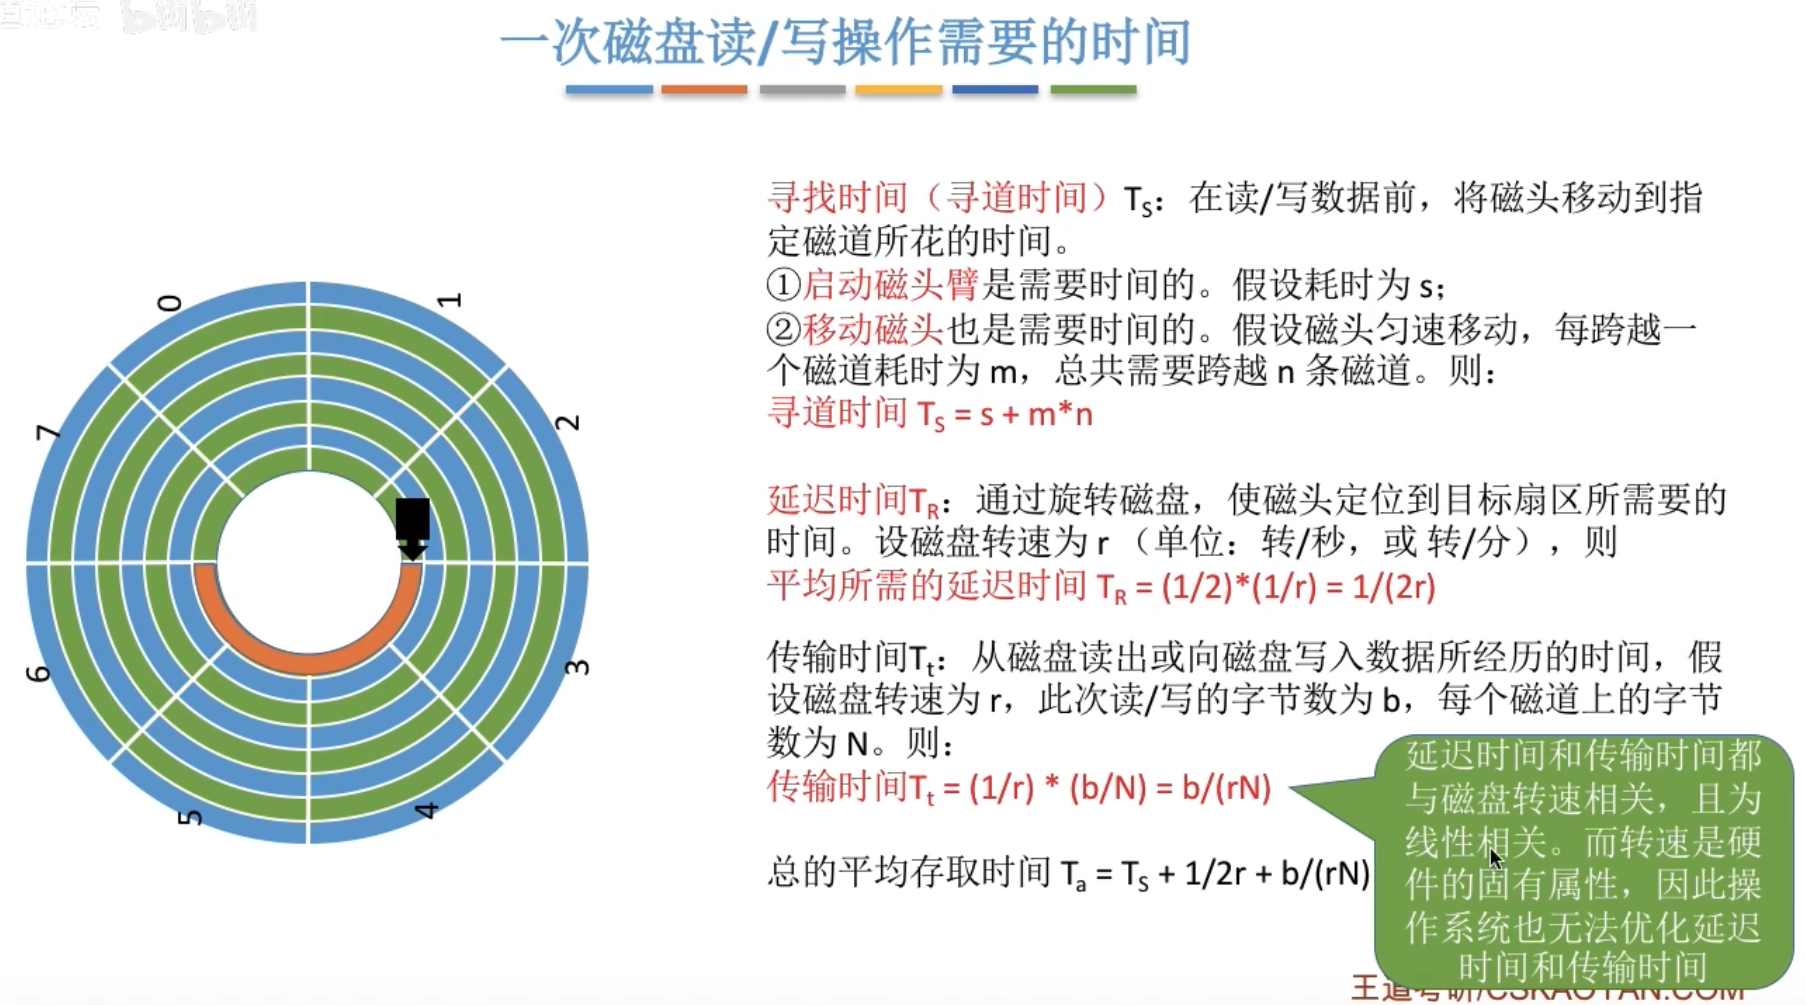 bilibili
一次磁盘读/写操作需要的时间
寻找时间（寻道时间）TS：在读/写数据前，将磁头移动到指
定磁道所花的时间。
①启动磁头臂是需要时间的。假设耗时为 s；
②移动磁头也是需要时间的。假设磁头匀速移动，每跨越一
个磁道耗时为 m，总共需要跨越 n 条磁道。则：
寻道时间 TS = s + m*n
延迟时间TR：通过旋转磁盘，使磁头定位到目标扇区所需要的
时间。设磁盘转速为 r （单位：转/秒，或 转/分），则
平均所需的延迟时间 TR = (1/2)*(1/r) = 1/(2r)
传输时间Tt：从磁盘读出或向磁盘写入数据所经历的时间，假
设磁盘转速为 r，此次读/写的字节数为 b，每个磁道上的字节
数为 N。则：
传输时间Tt = (1/r) * (b/N) = b/(rN)
总的平均存取时间 Ta = TS + 1/2r + b/(rN)
延迟时间和传输时间都
与磁盘转速相关，且为
线性相关。而转速是硬
件的固有属性，因此操
作系统也无法优化延迟
时间和传输时间
王道考研/CSKAOYAN.COM
0
1
2
3
4
5
6
7